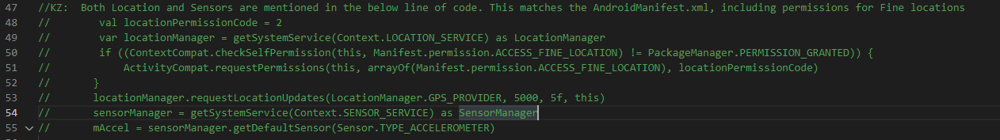 47 //KZ: Both Location and Sensors are mentioned in the below line of code. This matches the AndroidManifest.xml, including permissions for Fine locations
48 // val locationPermissionCode = 2
49 // var locationManager = getSystemService(Context.LOCATION_SERVICE) as LocationManager
50 // if ((ContextCompat.checkSelfPermission(this, Manifest.permission.ACCESS_FINE_LOCATION) != PackageManager.PERMISSION_GRANTED)) {
51 // ActivityCompat.requestPermissions(this, arrayOf(Manifest.permission.ACCESS_FINE_LOCATION), locationPermissionCode)
52 // }
53 // locationManager.requestLocationUpdates(LocationManager.GPS_PROVIDER, 5000, 5f, this)
54 // sensorManager = getSystemService(Context.SENSOR_SERVICE) as SensorManager
55 // mAccel = sensorManager.getDefaultSensor(Sensor.TYPE_ACCELEROMETER)